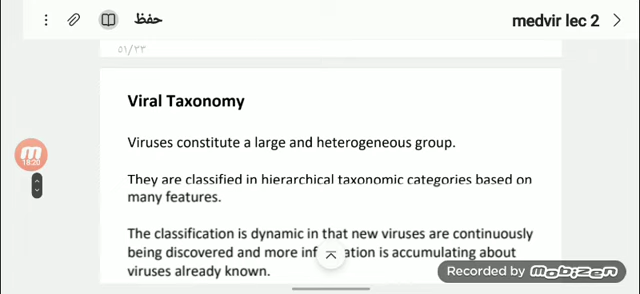 حفظ
medvir lec 2
٥١/٢٣
Viral Taxonomy
Viruses constitute a large and heterogeneous group.
They are classified in hierarchical taxonomic categories based on
many features.
The classification is dynamic in that new viruses are continuously
being discovered and more inf ation is accumulating about
viruses already known.
18:20
Recorded by mobizen